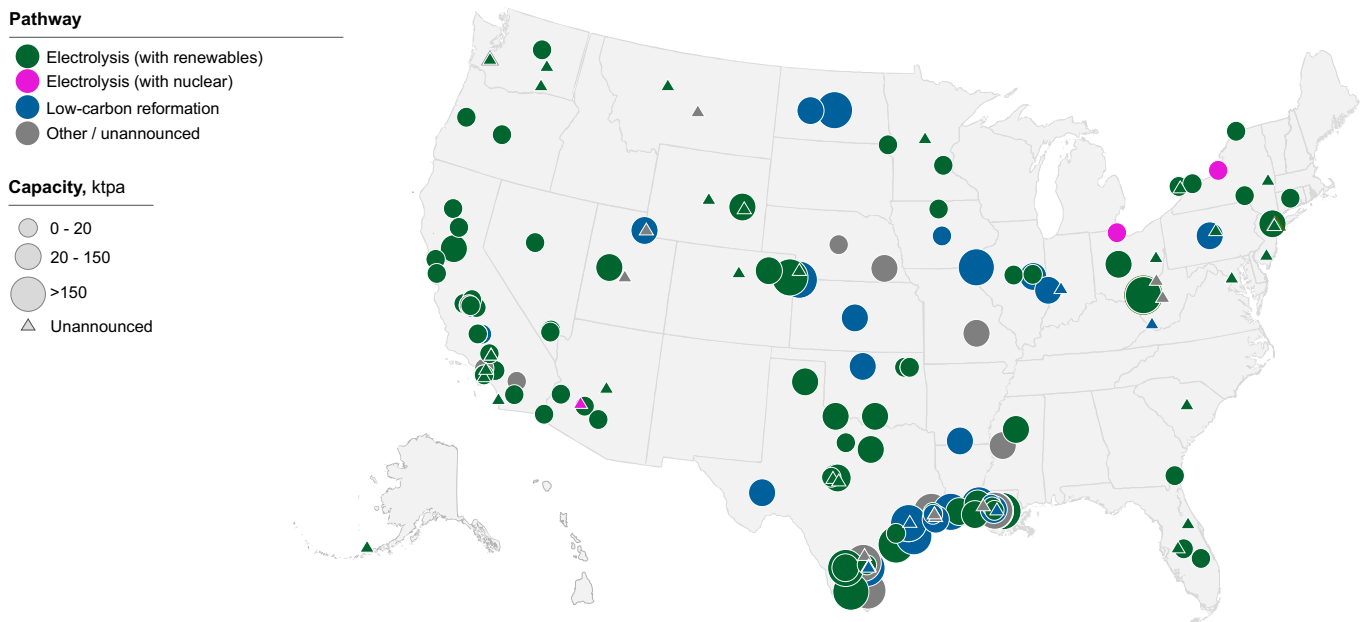 Pathway
Electrolysis (with renewables)
Electrolysis (with nuclear)
Low-carbon reformation
Other / unannounced
Capacity, ktpa
0 - 20
20 - 150
>150
Unannounced